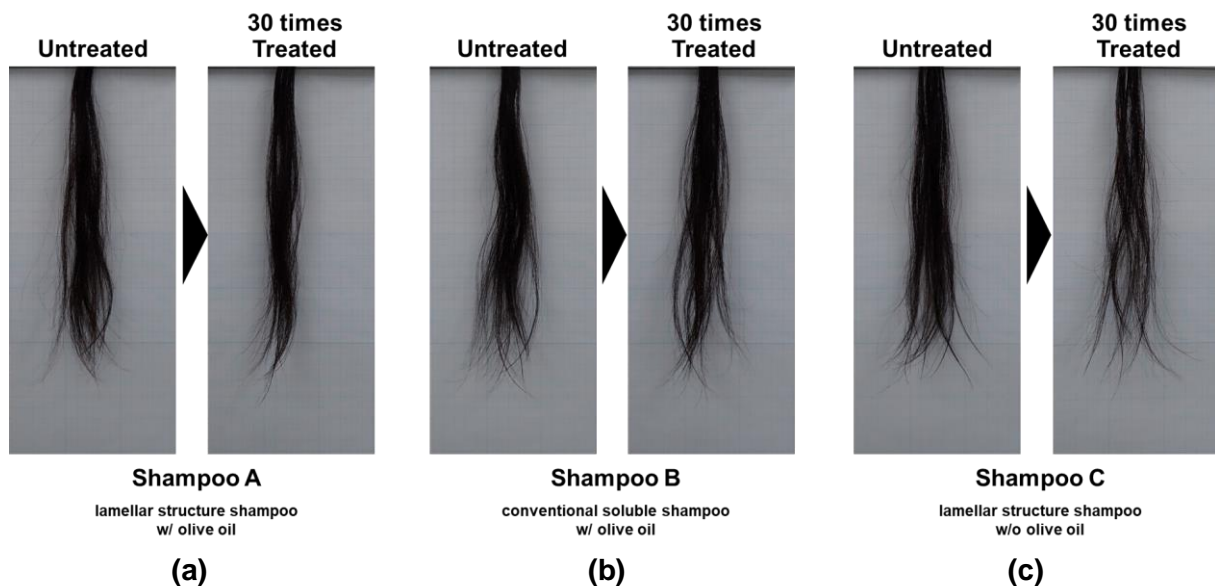 Untreated
30 times
Treated
Untreated
30 times
Treated
Untreated
30 times
Treated
Shampoo A
lamellar structure shampoo
w/ olive oil
(a)
Shampoo B
conventional soluble shampoo
w/ olive oil
(b)
Shampoo C
lamellar structure shampoo
w/o olive oil
(c)